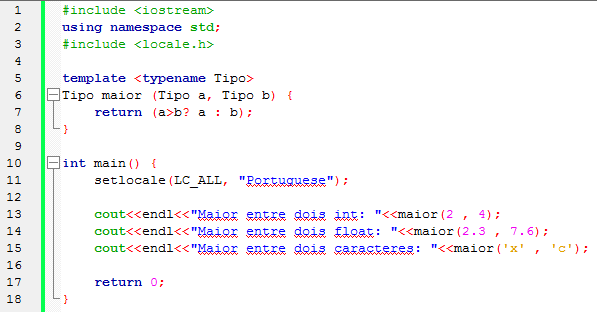 1 #include <iostream>
2 using namespace std;
3 #include <locale.h>
4
5 template <typename Tipo>
6 Tipo maior (Tipo a, Tipo b) {
7 return (a>b? a : b);
8 }
9
10 int main() {
11 setlocale(LC_ALL, "Portuguese");
12
13 cout<<endl<<"Maior entre dois int: "<<maior(2 , 4);
14 cout<<endl<<"Maior entre dois float: "<<maior(2.3 , 7.6);
15 cout<<endl<<"Maior entre dois caracteres: "<<maior('x' , 'c');
16
17 return 0;
18 }